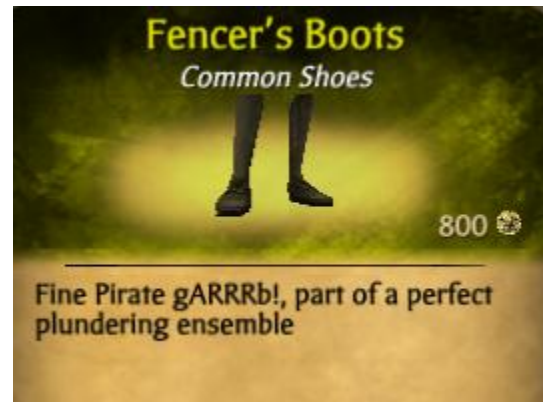 Fencer's Boots
Common Shoes
800
Fine Pirate gARRRb!, part of a perfect
plundering ensemble